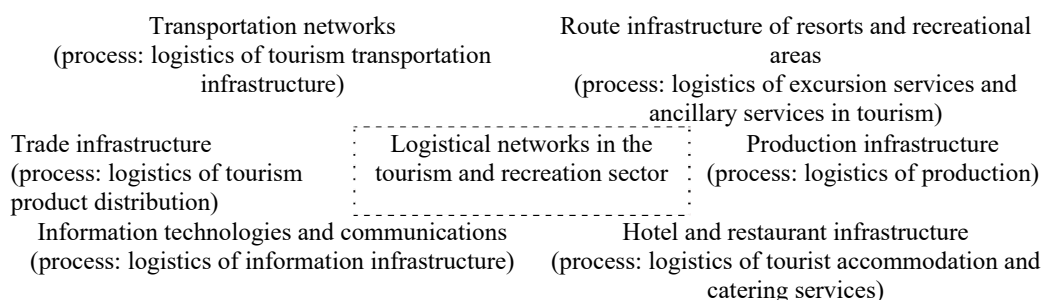 Transportation networks
(process: logistics of tourism transportation
infrastructure)
Route infrastructure of resorts and recreational
areas
(process: logistics of excursion services and
ancillary services in tourism)
Trade infrastructure
(process: logistics of tourism
product distribution)
Logistical networks in the
tourism and recreation sector
Production infrastructure
(process: logistics of production)
Information technologies and communications
(process: logistics of information infrastructure)
Hotel and restaurant infrastructure
(process: logistics of tourist accommodation and
catering services)